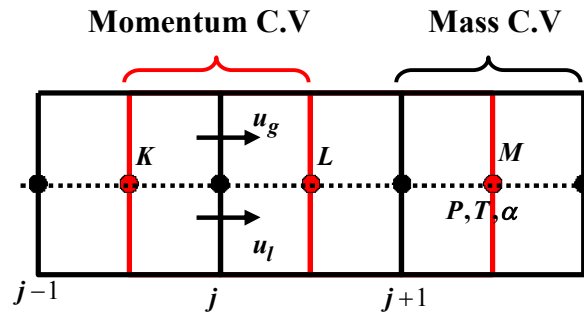 Momentum C.V Mass C.V
u_g
K L M
P,T,α
u_l
j−1 j j+1